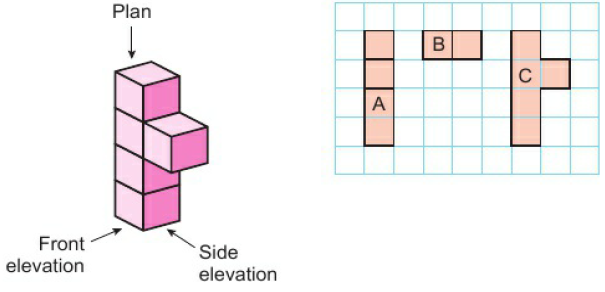 Plan
B
C
A
Front
elevation
Side
elevation